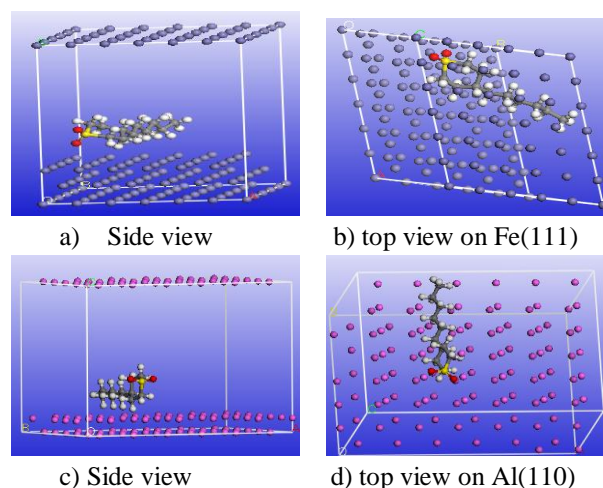 a) Side view
b) top view on Fe(111)
c) Side view
d) top view on Al(110)